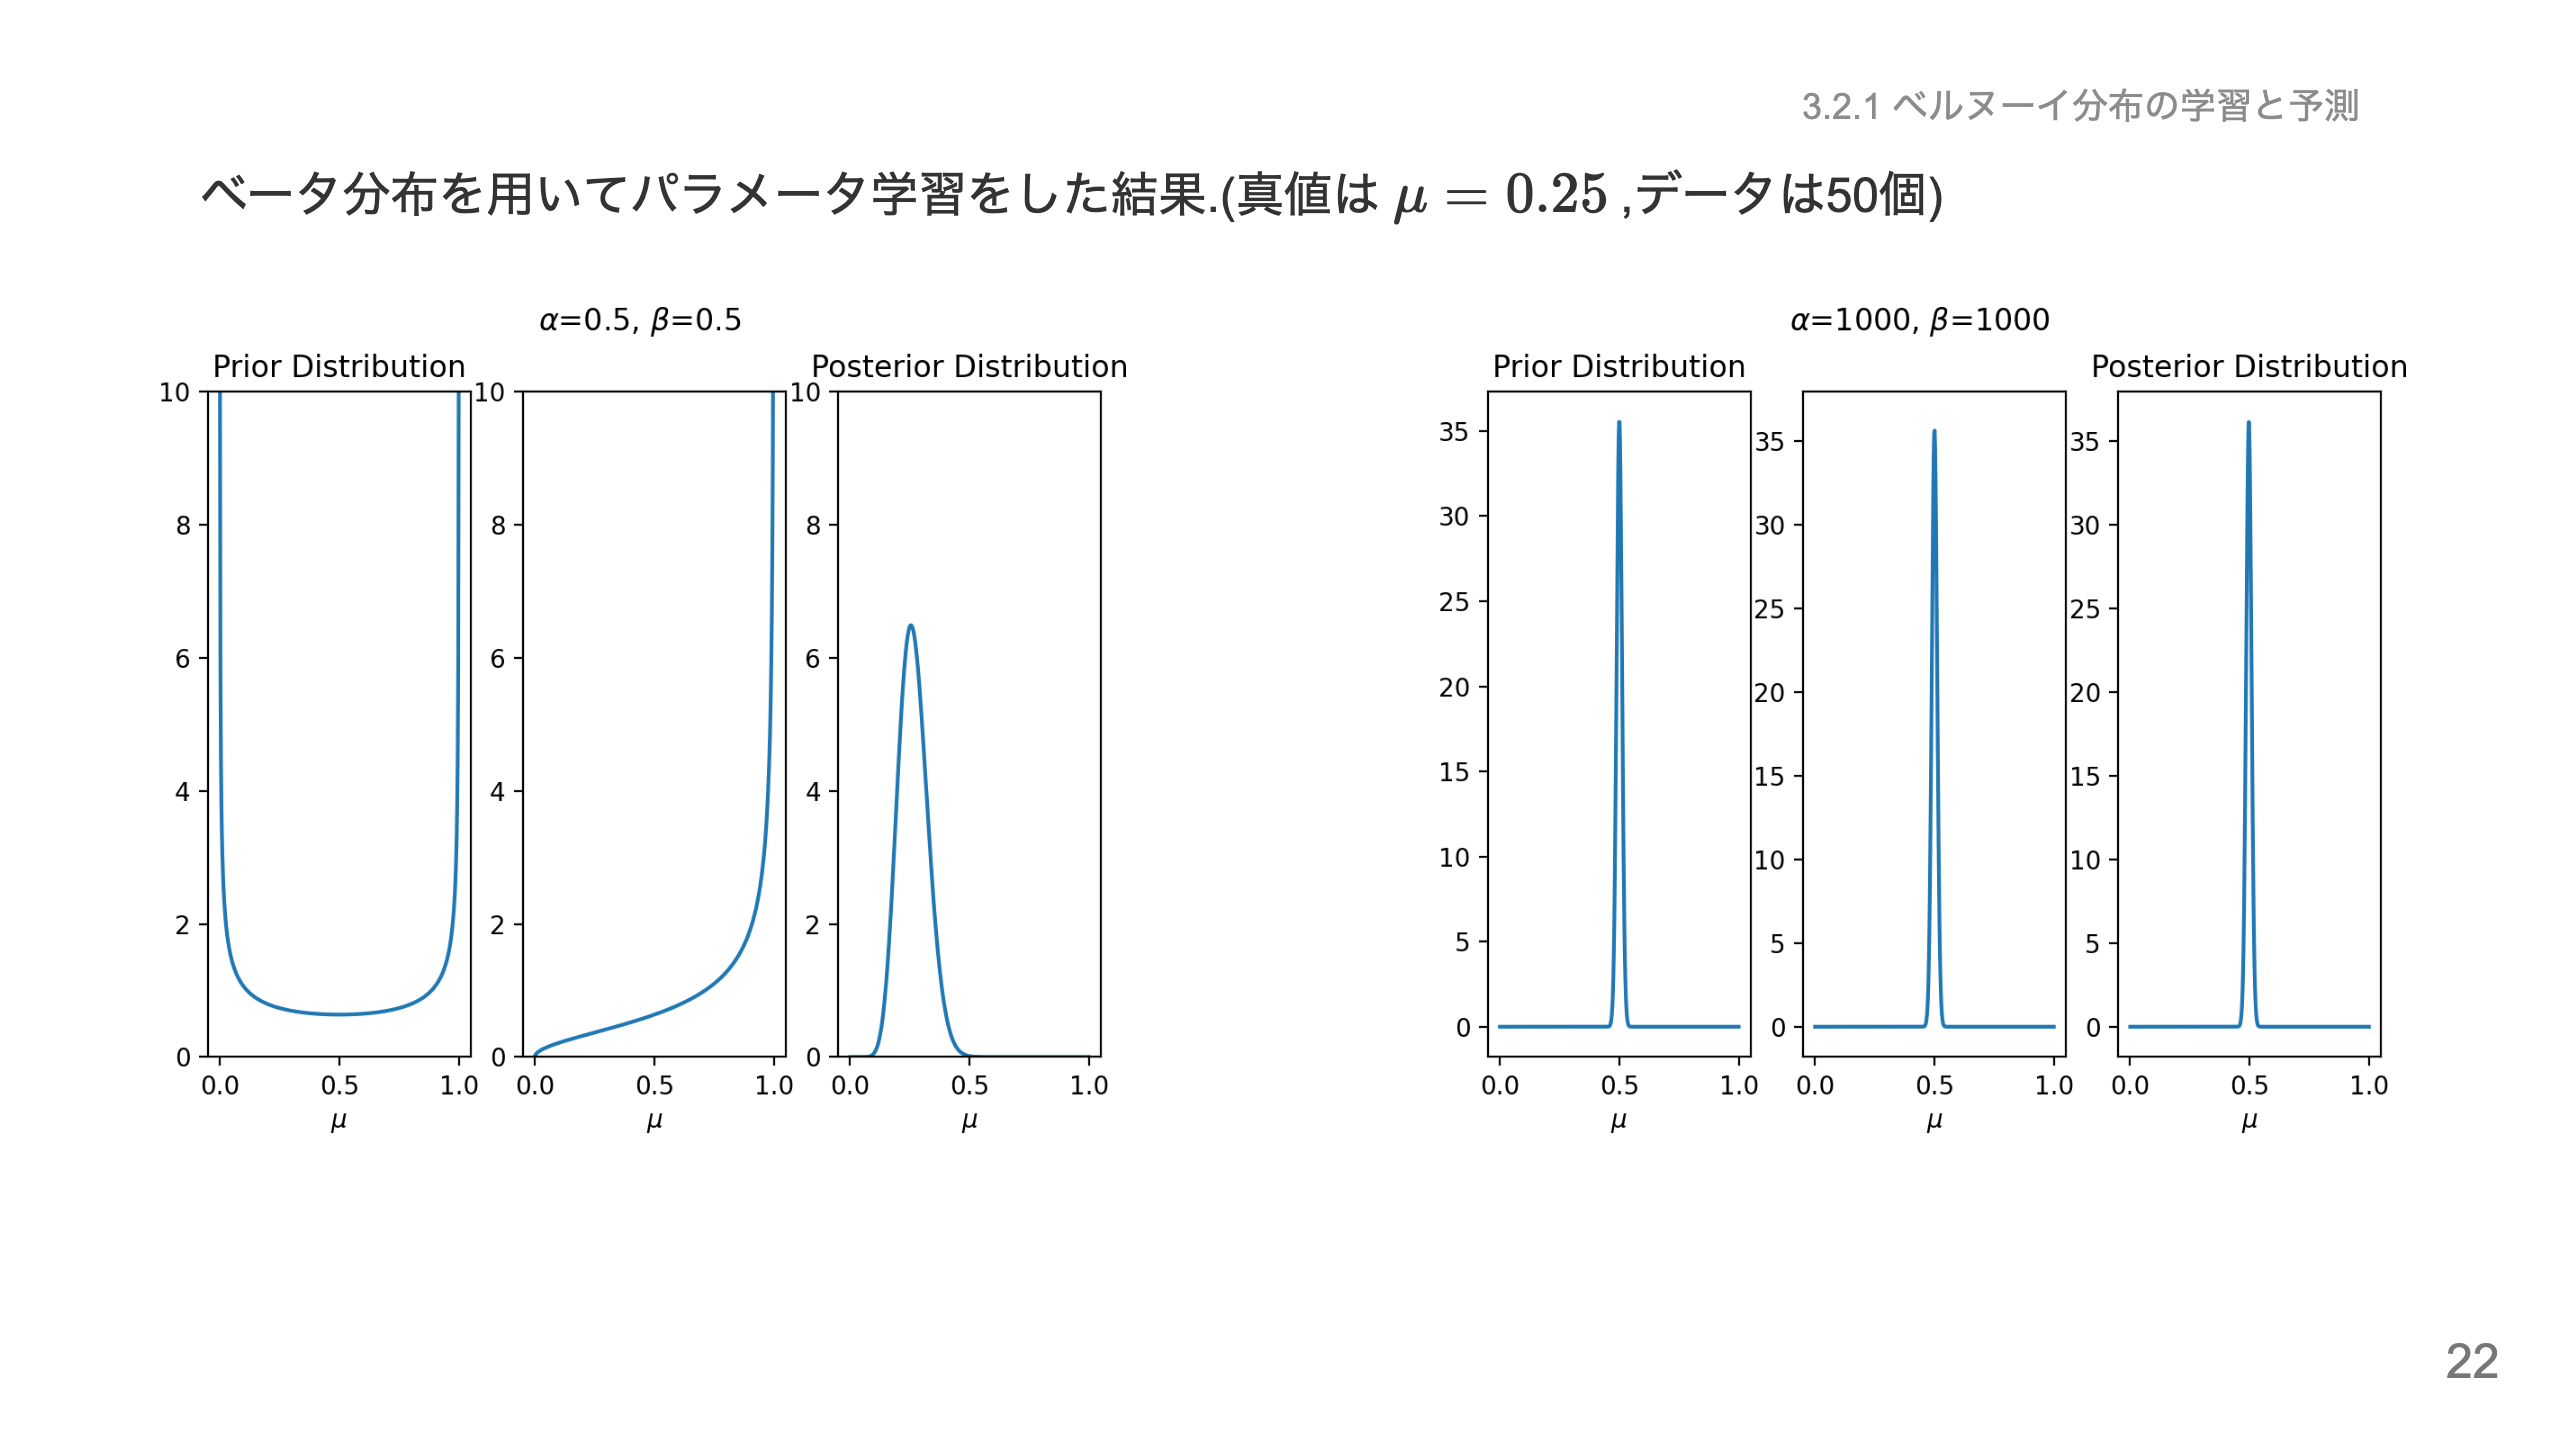 3.2.1 ベルヌーイ分布の学習と予測
ベータ分布を用いてパラメータ学習をした結果.(真値は μ = 0.25 ,データは50個)
α=0.5, β=0.5
Prior Distribution
Posterior Distribution
10
8
6
4
2
0
0.0 0.5 1.0
μ
10
8
6
4
2
0
0.0 0.5 1.0
μ
10
8
6
4
2
0
0.0 0.5 1.0
μ
α=1000, β=1000
Prior Distribution
Posterior Distribution
35
30
25
20
15
10
5
0
0.0 0.5 1.0
μ
35
30
25
20
15
10
5
0
0.0 0.5 1.0
μ
35
30
25
20
15
10
5
0
0.0 0.5 1.0
μ
22